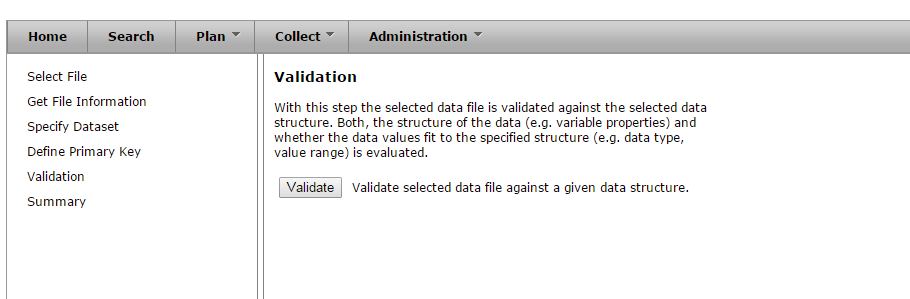 Home Search Plan Collect Administration
Select File
Get File Information
Specify Dataset
Define Primary Key
Validation
Summary
Validation
With this step the selected data file is validated against the selected data
structure. Both, the structure of the data (e.g. variable properties) and
whether the data values fit to the specified structure (e.g. data type,
value range) is evaluated.
Validate Validate selected data file against a given data structure.